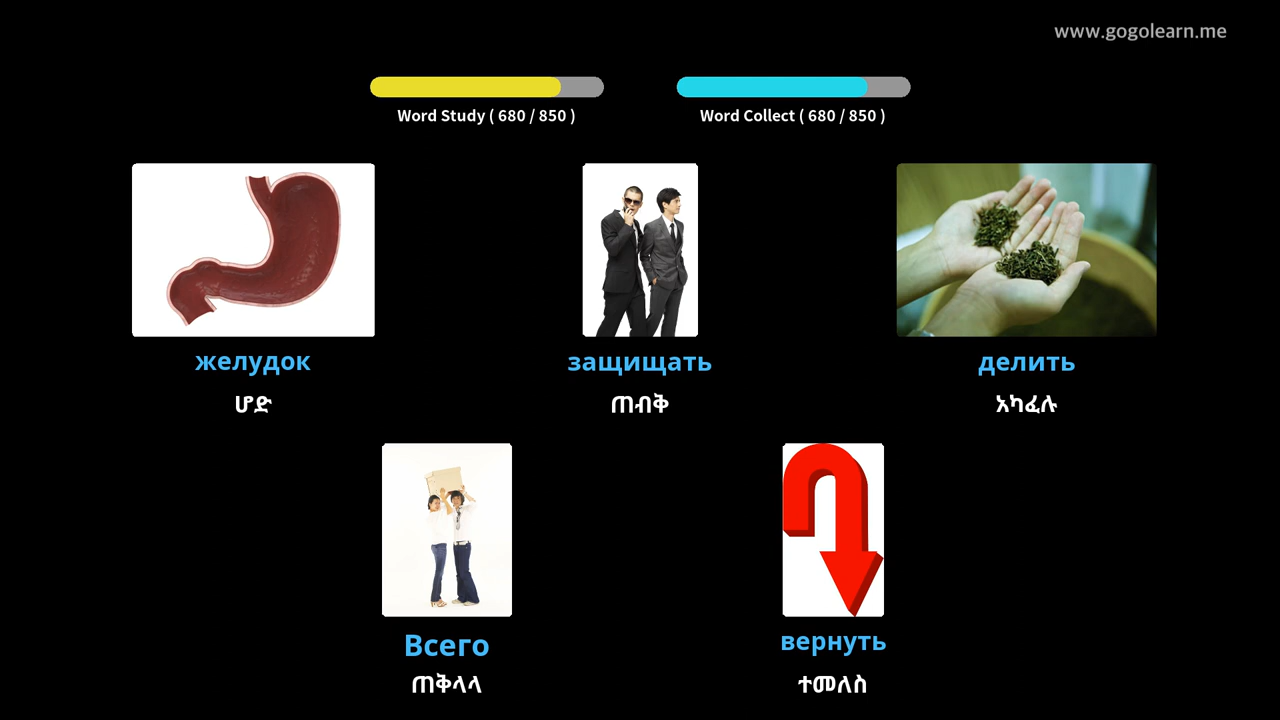 www.gogolearn.me
Word Study ( 680 / 850 )
Word Collect ( 680 / 850 )
желудок
защищать
делить
ሆድ
ጠብቅ
አካፈሉ
Всего
вернуть
ጠቅላላ
ተመለስ